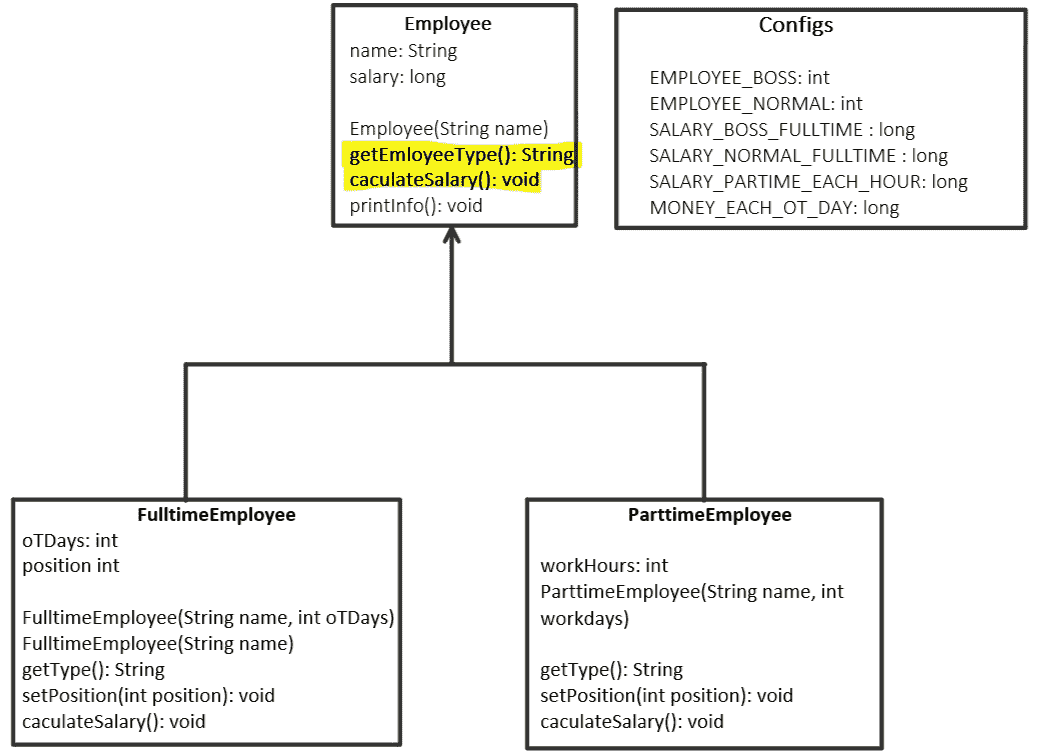 Employee
name: String
salary: long
Employee(String name)
getEmloyeeType(): String
caculateSalary(): void
printInfo(): void
Configs
EMPLOYEE_BOSS: int
EMPLOYEE_NORMAL: int
SALARY_BOSS_FULLTIME : long
SALARY_NORMAL_FULLTIME : long
SALARY_PARTIME_EACH_HOUR: long
MONEY_EACH_OT_DAY: long
FulltimeEmployee
oTDays: int
position int
FulltimeEmployee(String name, int oTDays)
FulltimeEmployee(String name)
getType(): String
setPosition(int position): void
caculateSalary(): void
ParttimeEmployee
workHours: int
ParttimeEmployee(String name, int
workdays)
getType(): String
setPosition(int position): void
caculateSalary(): void